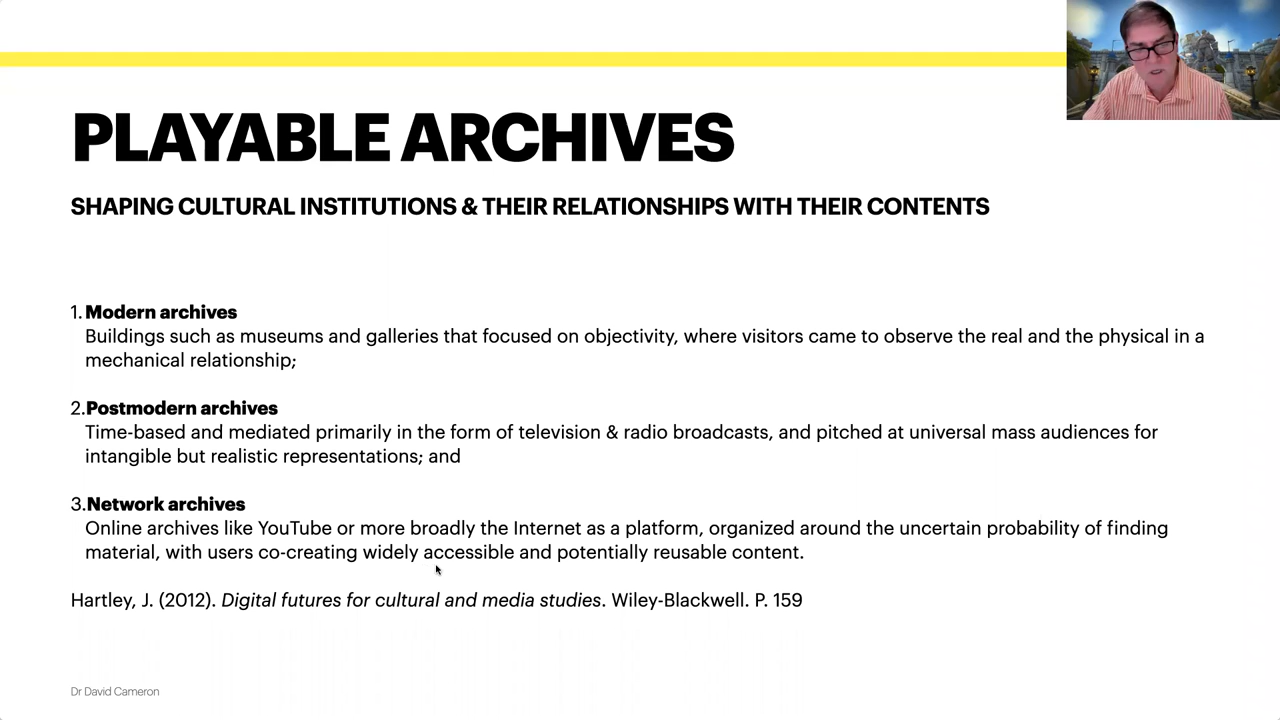 PLAYABLE ARCHIVES
SHAPING CULTURAL INSTITUTIONS & THEIR RELATIONSHIPS WITH THEIR CONTENTS
1. Modern archives
Buildings such as museums and galleries that focused on objectivity, where visitors came to observe the real and the physical in a
mechanical relationship;
2.Postmodern archives
Time-based and mediated primarily in the form of television & radio broadcasts, and pitched at universal mass audiences for
intangible but realistic representations; and
3.Network archives
Online archives like YouTube or more broadly the Internet as a platform, organized around the uncertain probability of finding
material, with users co-creating widely accessible and potentially reusable content.
Hartley, J. (2012). Digital futures for cultural and media studies. Wiley-Blackwell. P. 159
Dr David Cameron